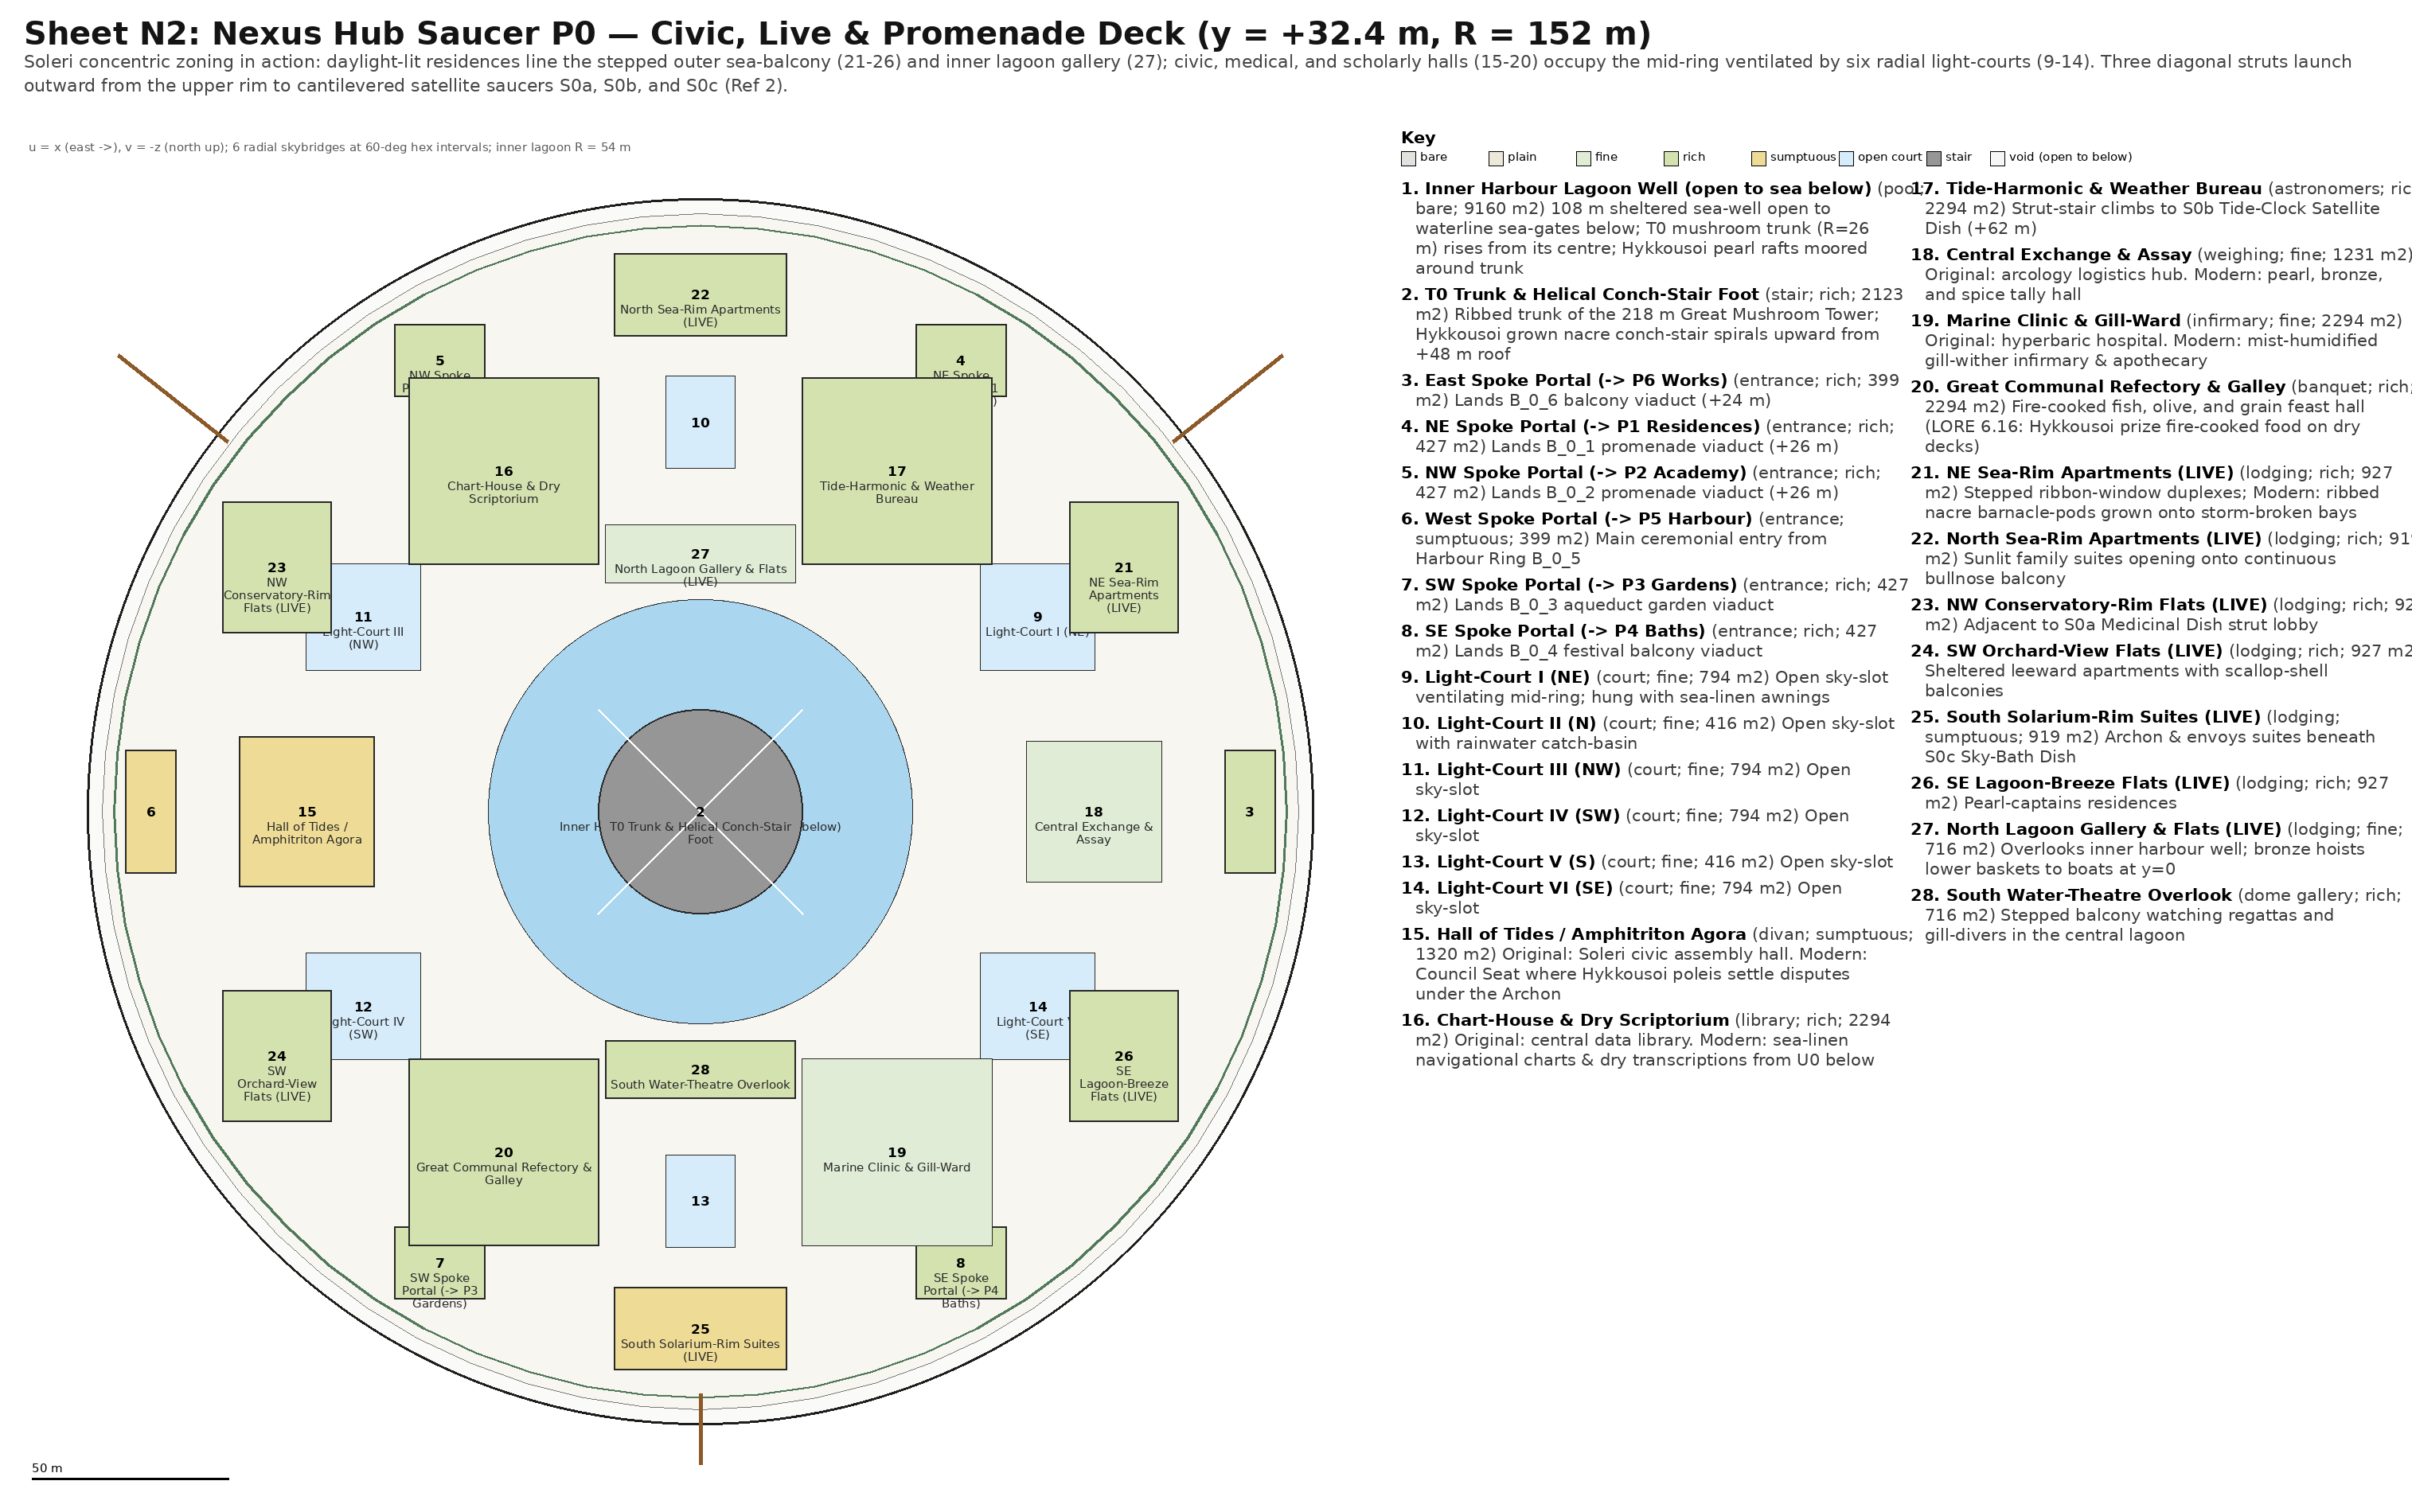 Sheet N2: Nexus Hub Saucer P0 — Civic, Live & Promenade Deck (y = +32.4 m, R = 152 m)
Soleri concentric zoning in action: daylight-lit residences line the stepped outer sea-balcony (21-26) and inner lagoon gallery (27); civic, medical, and scholarly halls (15-20) occupy the mid-ring ventilated by six radial light-courts (9-14). Three diagonal struts launch
outward from the upper rim to cantilevered satellite saucers S0a, S0b, and S0c (Ref 2).
u = x (east ->), v = -z (north up); 6 radial skybridges at 60-deg hex intervals; inner lagoon R = 54 m
22
North Sea-Rim Apartments
(LIVE)
5
NW Spoke
4
NE Spoke
10
16
Chart-House & Dry
Scriptorium
17
Tide-Harmonic & Weather
Bureau
27
North Lagoon Gallery & Flats
(LIVE)
23
NW
Conservatory-Rim
Flats (LIVE)
21
NE Sea-Rim
Apartments
(LIVE)
11
Light-Court III
(NW)
9
Light-Court I (NE)
6
15
Hall of Tides /
Amphitriton Agora
2
Inner H
T0 Trunk & Helical Conch-Stair
Foot
below)
18
Central Exchange &
Assay
3
12
ght-Court IV
(SW)
14
Light-Court
(SE)
24
SW
Orchard-View
Flats (LIVE)
26
SE
Lagoon-Breeze
Flats (LIVE)
28
South Water-Theatre Overlook
20
Great Communal Refectory &
Galley
19
Marine Clinic & Gill-Ward
13
7
SW Spoke
Portal (-> P3
Gardens)
8
SE Spoke
Portal (-> P4
Baths)
25
South Solarium-Rim Suites
(LIVE)
50 m
Key
bare plain fine rich sumptuous open court stair void (open to below)
1. Inner Harbour Lagoon Well (open to sea below) (pool;
bare; 9160 m2) 108 m sheltered sea-well open to
waterline sea-gates below; T0 mushroom trunk (R=26
m) rises from its centre; Hykkousoi pearl rafts moored
around trunk
2. T0 Trunk & Helical Conch-Stair Foot (stair; rich; 2123
m2) Ribbed trunk of the 218 m Great Mushroom Tower;
Hykkousoi grown nacre conch-stair spirals upward from
+48 m roof
3. East Spoke Portal (-> P6 Works) (entrance; rich; 399
m2) Lands B_0_6 balcony viaduct (+24 m)
4. NE Spoke Portal (-> P1 Residences) (entrance; rich;
427 m2) Lands B_0_1 promenade viaduct (+26 m)
5. NW Spoke Portal (-> P2 Academy) (entrance; rich;
427 m2) Lands B_0_2 promenade viaduct (+26 m)
6. West Spoke Portal (-> P5 Harbour) (entrance;
sumptuous; 399 m2) Main ceremonial entry from
Harbour Ring B_0_5
7. SW Spoke Portal (-> P3 Gardens) (entrance; rich; 427
m2) Lands B_0_3 aqueduct garden viaduct
8. SE Spoke Portal (-> P4 Baths) (entrance; rich; 427
m2) Lands B_0_4 festival balcony viaduct
9. Light-Court I (NE) (court; fine; 794 m2) Open sky-slot
ventilating mid-ring; hung with sea-linen awnings
10. Light-Court II (N) (court; fine; 416 m2) Open sky-slot
with rainwater catch-basin
11. Light-Court III (NW) (court; fine; 794 m2) Open
sky-slot
12. Light-Court IV (SW) (court; fine; 794 m2) Open
sky-slot
13. Light-Court V (S) (court; fine; 416 m2) Open sky-slot
14. Light-Court VI (SE) (court; fine; 794 m2) Open
sky-slot
15. Hall of Tides / Amphitriton Agora (divan; sumptuous;
1320 m2) Original: Soleri civic assembly hall. Modern:
Council Seat where Hykkousoi poleis settle disputes
under the Archon
16. Chart-House & Dry Scriptorium (library; rich; 2294
m2) Original: central data library. Modern: sea-linen
navigational charts & dry transcriptions from U0 below
17. Tide-Harmonic & Weather Bureau (astronomers; ric
2294 m2) Strut-stair climbs to S0b Tide-Clock Satellite
Dish (+62 m)
18. Central Exchange & Assay (weighing; fine; 1231 m2)
Original: arcology logistics hub. Modern: pearl, bronze,
and spice tally hall
19. Marine Clinic & Gill-Ward (infirmary; fine; 2294 m2)
Original: hyperbaric hospital. Modern: mist-humidified
gill-wither infirmary & apothecary
20. Great Communal Refectory & Galley (banquet; rich;
2294 m2) Fire-cooked fish, olive, and grain feast hall
(LORE 6.16: Hykkousoi prize fire-cooked food on dry
decks)
21. NE Sea-Rim Apartments (LIVE) (lodging; rich; 927
m2) Stepped ribbon-window duplexes; Modern: ribbed
nacre barnacle-pods grown onto storm-broken bays
22. North Sea-Rim Apartments (LIVE) (lodging; rich; 919
m2) Sunlit family suites opening onto continuous
bullnose balcony
23. NW Conservatory-Rim Flats (LIVE) (lodging; rich; 92
m2) Adjacent to S0a Medicinal Dish strut lobby
24. SW Orchard-View Flats (LIVE) (lodging; rich; 927 m2
Sheltered leeward apartments with scallop-shell
balconies
25. South Solarium-Rim Suites (LIVE) (lodging;
sumptuous; 919 m2) Archon & envoys suites beneath
S0c Sky-Bath Dish
26. SE Lagoon-Breeze Flats (LIVE) (lodging; rich; 927
m2) Pearl-captains residences
27. North Lagoon Gallery & Flats (LIVE) (lodging; fine;
716 m2) Overlooks inner harbour well; bronze hoists
lower baskets to boats at y=0
28. South Water-Theatre Overlook (dome gallery; rich;
716 m2) Stepped balcony watching regattas and
gill-divers in the central lagoon